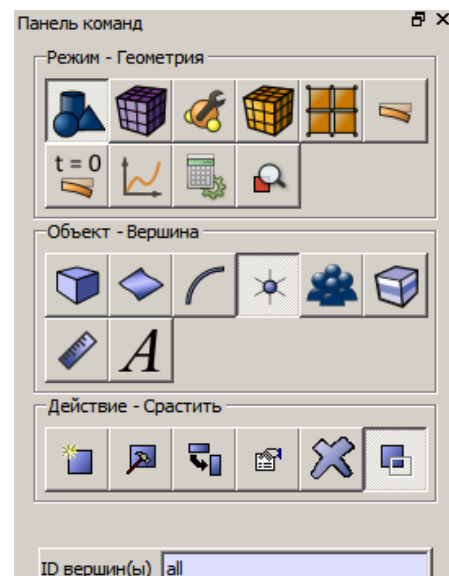 Панель команд
Режим - Геометрия
t = 0
Объект - Вершина
A
Действие - Срастить
ID вершин(ы) all